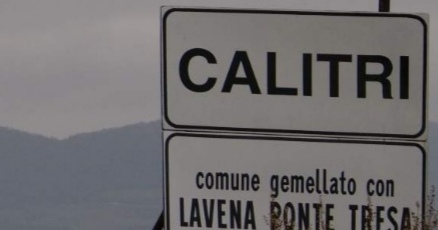 CALITRI
comune gemellato con
LAVENA PONTE TRESA